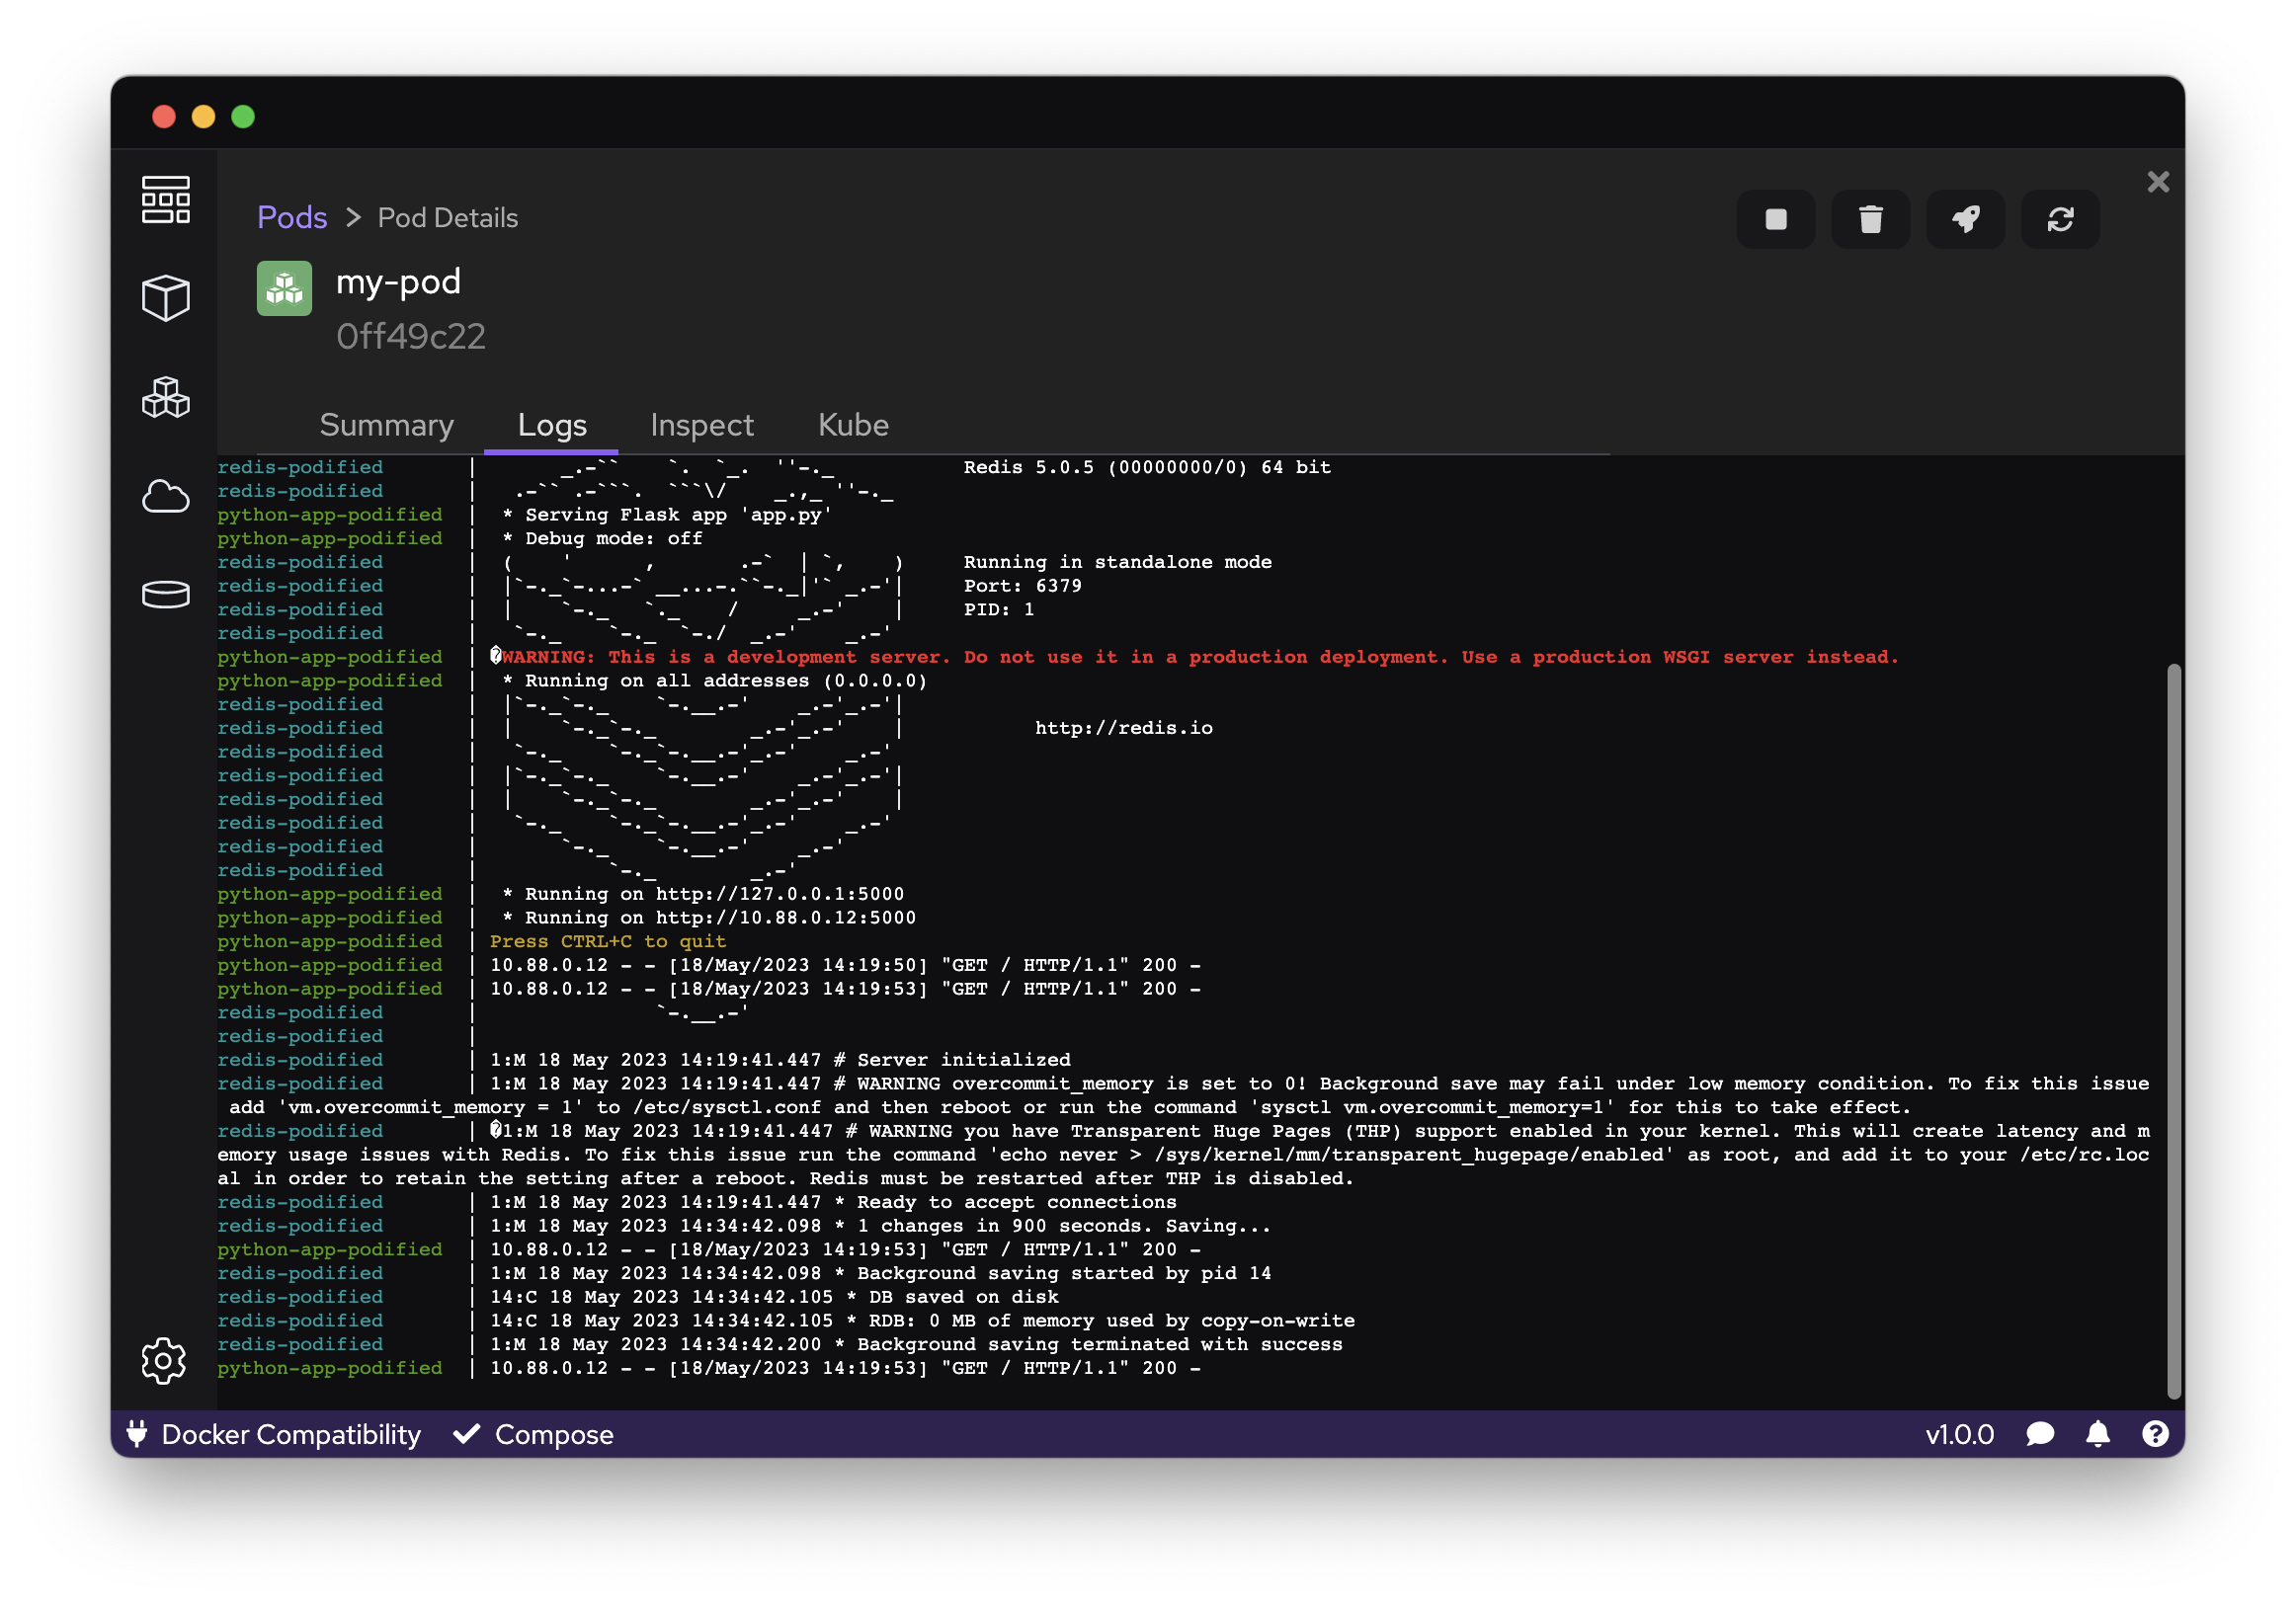 Pods > Pod Details
my-pod
0ff49c22
Summary Logs Inspect Kube
redis-podified | _.-`` `. `_. ''-._ Redis 5.0.5 (00000000/0) 64 bit
redis-podified | .-`` .-```. ```\/ _.,_ ''-._
python-app-podified | * Serving Flask app 'app.py'
python-app-podified | * Debug mode: off
redis-podified | ( ' , .-` | `, ) Running in standalone mode
redis-podified | |`-._`-...-` __...-.``-._|'` _.-'| Port: 6379
redis-podified | | `-._ `._ / _.-' | PID: 1
redis-podified | `-._ `-._ `-./ _.-' _.-'
python-app-podified | �WARNING: This is a development server. Do not use it in a production deployment. Use a production WSGI server instead.
python-app-podified | * Running on all addresses (0.0.0.0)
redis-podified | |`-._`-._ `-.__.-' _.-'_.-'|
redis-podified | | `-._`-._ _.-'_.-' | http://redis.io
redis-podified | `-._ `-._`-.__.-'_.-' _.-'
redis-podified | |`-._`-._ `-.__.-' _.-'_.-'|
redis-podified | | `-._`-._ _.-'_.-' |
redis-podified | `-._ `-._`-.__.-'_.-' _.-'
redis-podified | `-._ `-.__.-' _.-'
redis-podified | `-._ _.-'
python-app-podified | * Running on http://127.0.0.1:5000
python-app-podified | * Running on http://10.88.0.12:5000
python-app-podified | Press CTRL+C to quit
python-app-podified | 10.88.0.12 - - [18/May/2023 14:19:50] "GET / HTTP/1.1" 200 -
python-app-podified | 10.88.0.12 - - [18/May/2023 14:19:53] "GET / HTTP/1.1" 200 -
redis-podified | `-.__.-'
redis-podified |
redis-podified | 1:M 18 May 2023 14:19:41.447 # Server initialized
redis-podified | 1:M 18 May 2023 14:19:41.447 # WARNING overcommit_memory is set to 0! Background save may fail under low memory condition. To fix this issue
add 'vm.overcommit_memory = 1' to /etc/sysctl.conf and then reboot or run the command 'sysctl vm.overcommit_memory=1' for this to take effect.
redis-podified | �1:M 18 May 2023 14:19:41.447 # WARNING you have Transparent Huge Pages (THP) support enabled in your kernel. This will create latency and m
emory usage issues with Redis. To fix this issue run the command 'echo never > /sys/kernel/mm/transparent_hugepage/enabled' as root, and add it to your /etc/rc.loc
al in order to retain the setting after a reboot. Redis must be restarted after THP is disabled.
redis-podified | 1:M 18 May 2023 14:19:41.447 * Ready to accept connections
redis-podified | 1:M 18 May 2023 14:34:42.098 * 1 changes in 900 seconds. Saving...
python-app-podified | 10.88.0.12 - - [18/May/2023 14:19:53] "GET / HTTP/1.1" 200 -
redis-podified | 1:M 18 May 2023 14:34:42.098 * Background saving started by pid 14
redis-podified | 14:C 18 May 2023 14:34:42.105 * DB saved on disk
redis-podified | 14:C 18 May 2023 14:34:42.105 * RDB: 0 MB of memory used by copy-on-write
redis-podified | 1:M 18 May 2023 14:34:42.200 * Background saving terminated with success
python-app-podified | 10.88.0.12 - - [18/May/2023 14:19:53] "GET / HTTP/1.1" 200 -
Docker Compatibility Compose v1.0.0